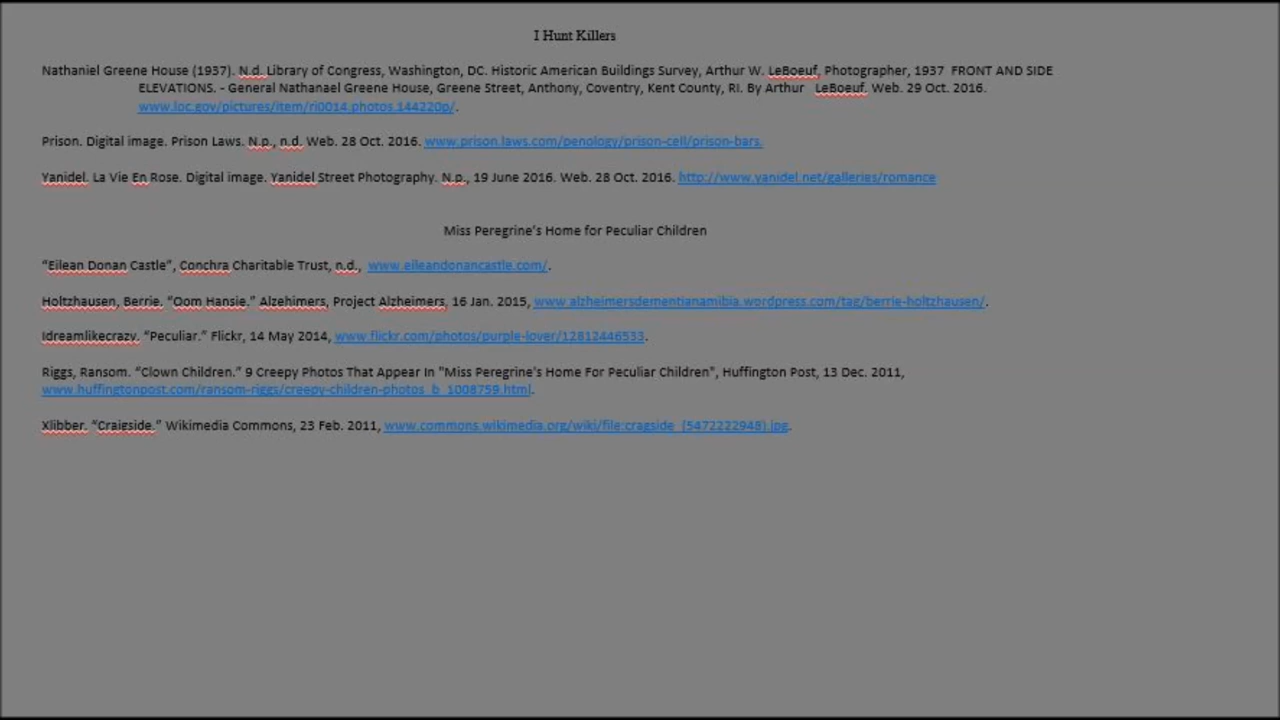 I Hunt Killers
Nathaniel Greene House (1937). N.d. Library of Congress, Washington, DC. Historic American Buildings Survey, Arthur W. LeBoeuf, Photographer, 1937 FRONT AND SIDE
ELEVATIONS. - General Nathanael Greene House, Greene Street, Anthony, Coventry, Kent County, RI. By Arthur LeBoeuf. Web. 29 Oct. 2016.
www.loc.gov/pictures/item/ri0014.photos.144220p/.
Prison. Digital image. Prison Laws. N.p., n.d. Web. 28 Oct. 2016. www.prison.laws.com/penology/prison-cell/prison-bars.
Yanidel. La Vie En Rose. Digital image. Yanidel Street Photography. N.p., 19 June 2016. Web. 28 Oct. 2016. http://www.yanidel.net/galleries/romance
Miss Peregrine's Home for Peculiar Children
“Eilean Donan Castle”, Conchra Charitable Trust, n.d., www.eileandonancastle.com/.
Holtzhausen, Berrie. “Oom Hansie.” Alzehimers, Project Alzheimers, 16 Jan. 2015, www.alzheimersdementianamibia.wordpress.com/tag/berrie-holtzhausen/.
Idreamlikecrazy. “Peculiar.” Flickr, 14 May 2014, www.flickr.com/photos/purple-lover/12812446533.
Riggs, Ransom. “Clown Children.” 9 Creepy Photos That Appear In "Miss Peregrine's Home For Peculiar Children", Huffington Post, 13 Dec. 2011,
www.huffingtonpost.com/ransom-riggs/creepy-children-photos_b_1008759.html.
Xlibber. “Craigside.” Wikimedia Commons, 23 Feb. 2011, www.commons.wikimedia.org/wiki/file:cragside_(5472222948).jpg.